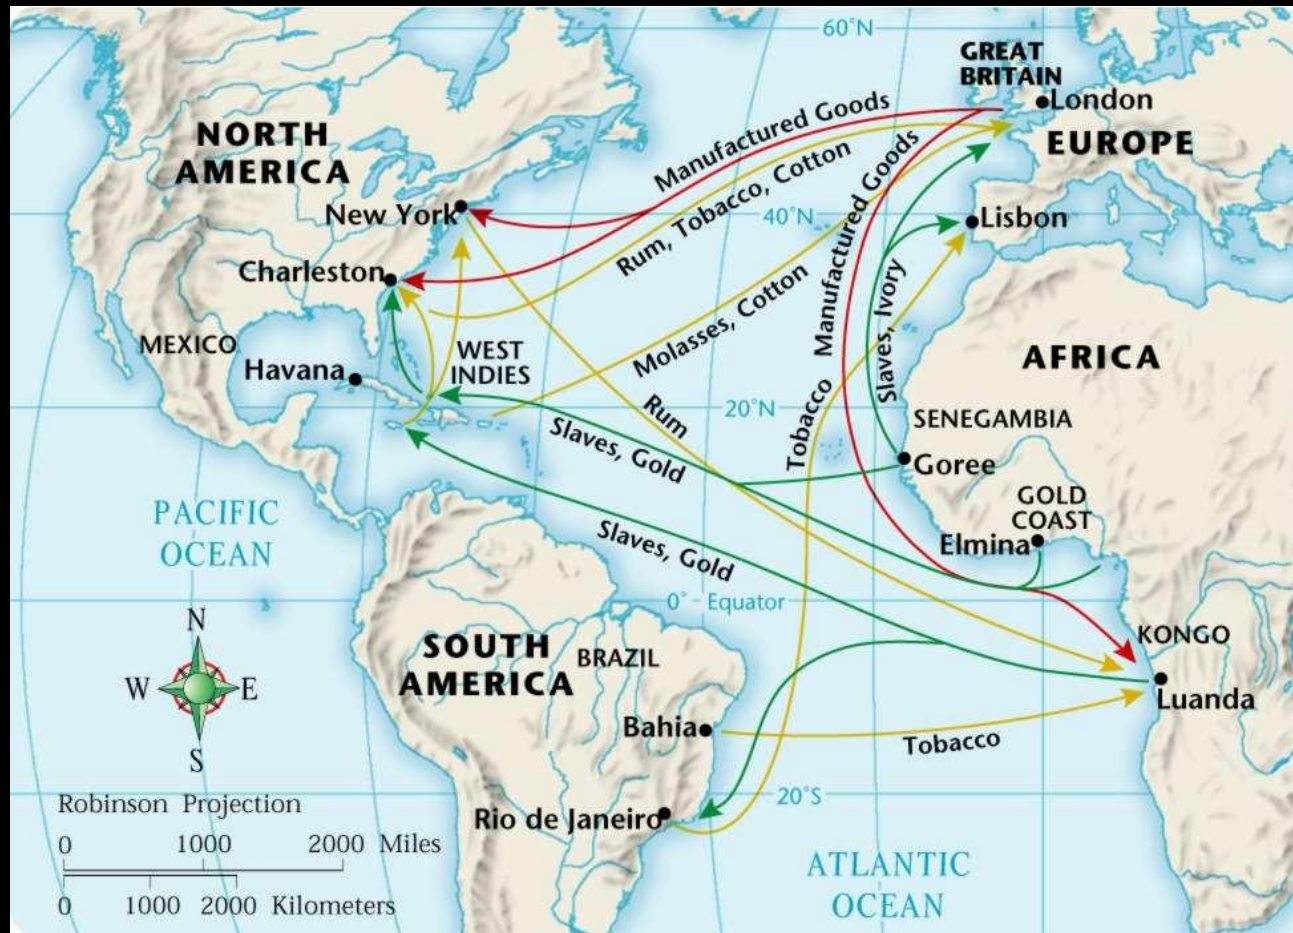 60°N
GREAT
BRITAIN
London
EUROPE
NORTH
AMERICA
Manufactured Goods
Rum, Tobacco, Cotton
Manufactured Goods
New York
40°N
Lisbon
Charleston
Slaves, Ivory
Molasses, Cotton
MEXICO
Havana
WEST
INDIES
AFRICA
20°N
Rum
Tobacco
SENEGAMBIA
Slaves, Gold
Goree
GOLD
COAST
Elmina
PACIFIC
OCEAN
Slaves, Gold
0° - Equator
KONGO
SOUTH
AMERICA
BRAZIL
Luanda
Bahia
Tobacco
N
W E
S
20°S
Rio de Janeiro
Robinson Projection
0 1000 2000 Miles
0 1000 2000 Kilometers
ATLANTIC
OCEAN